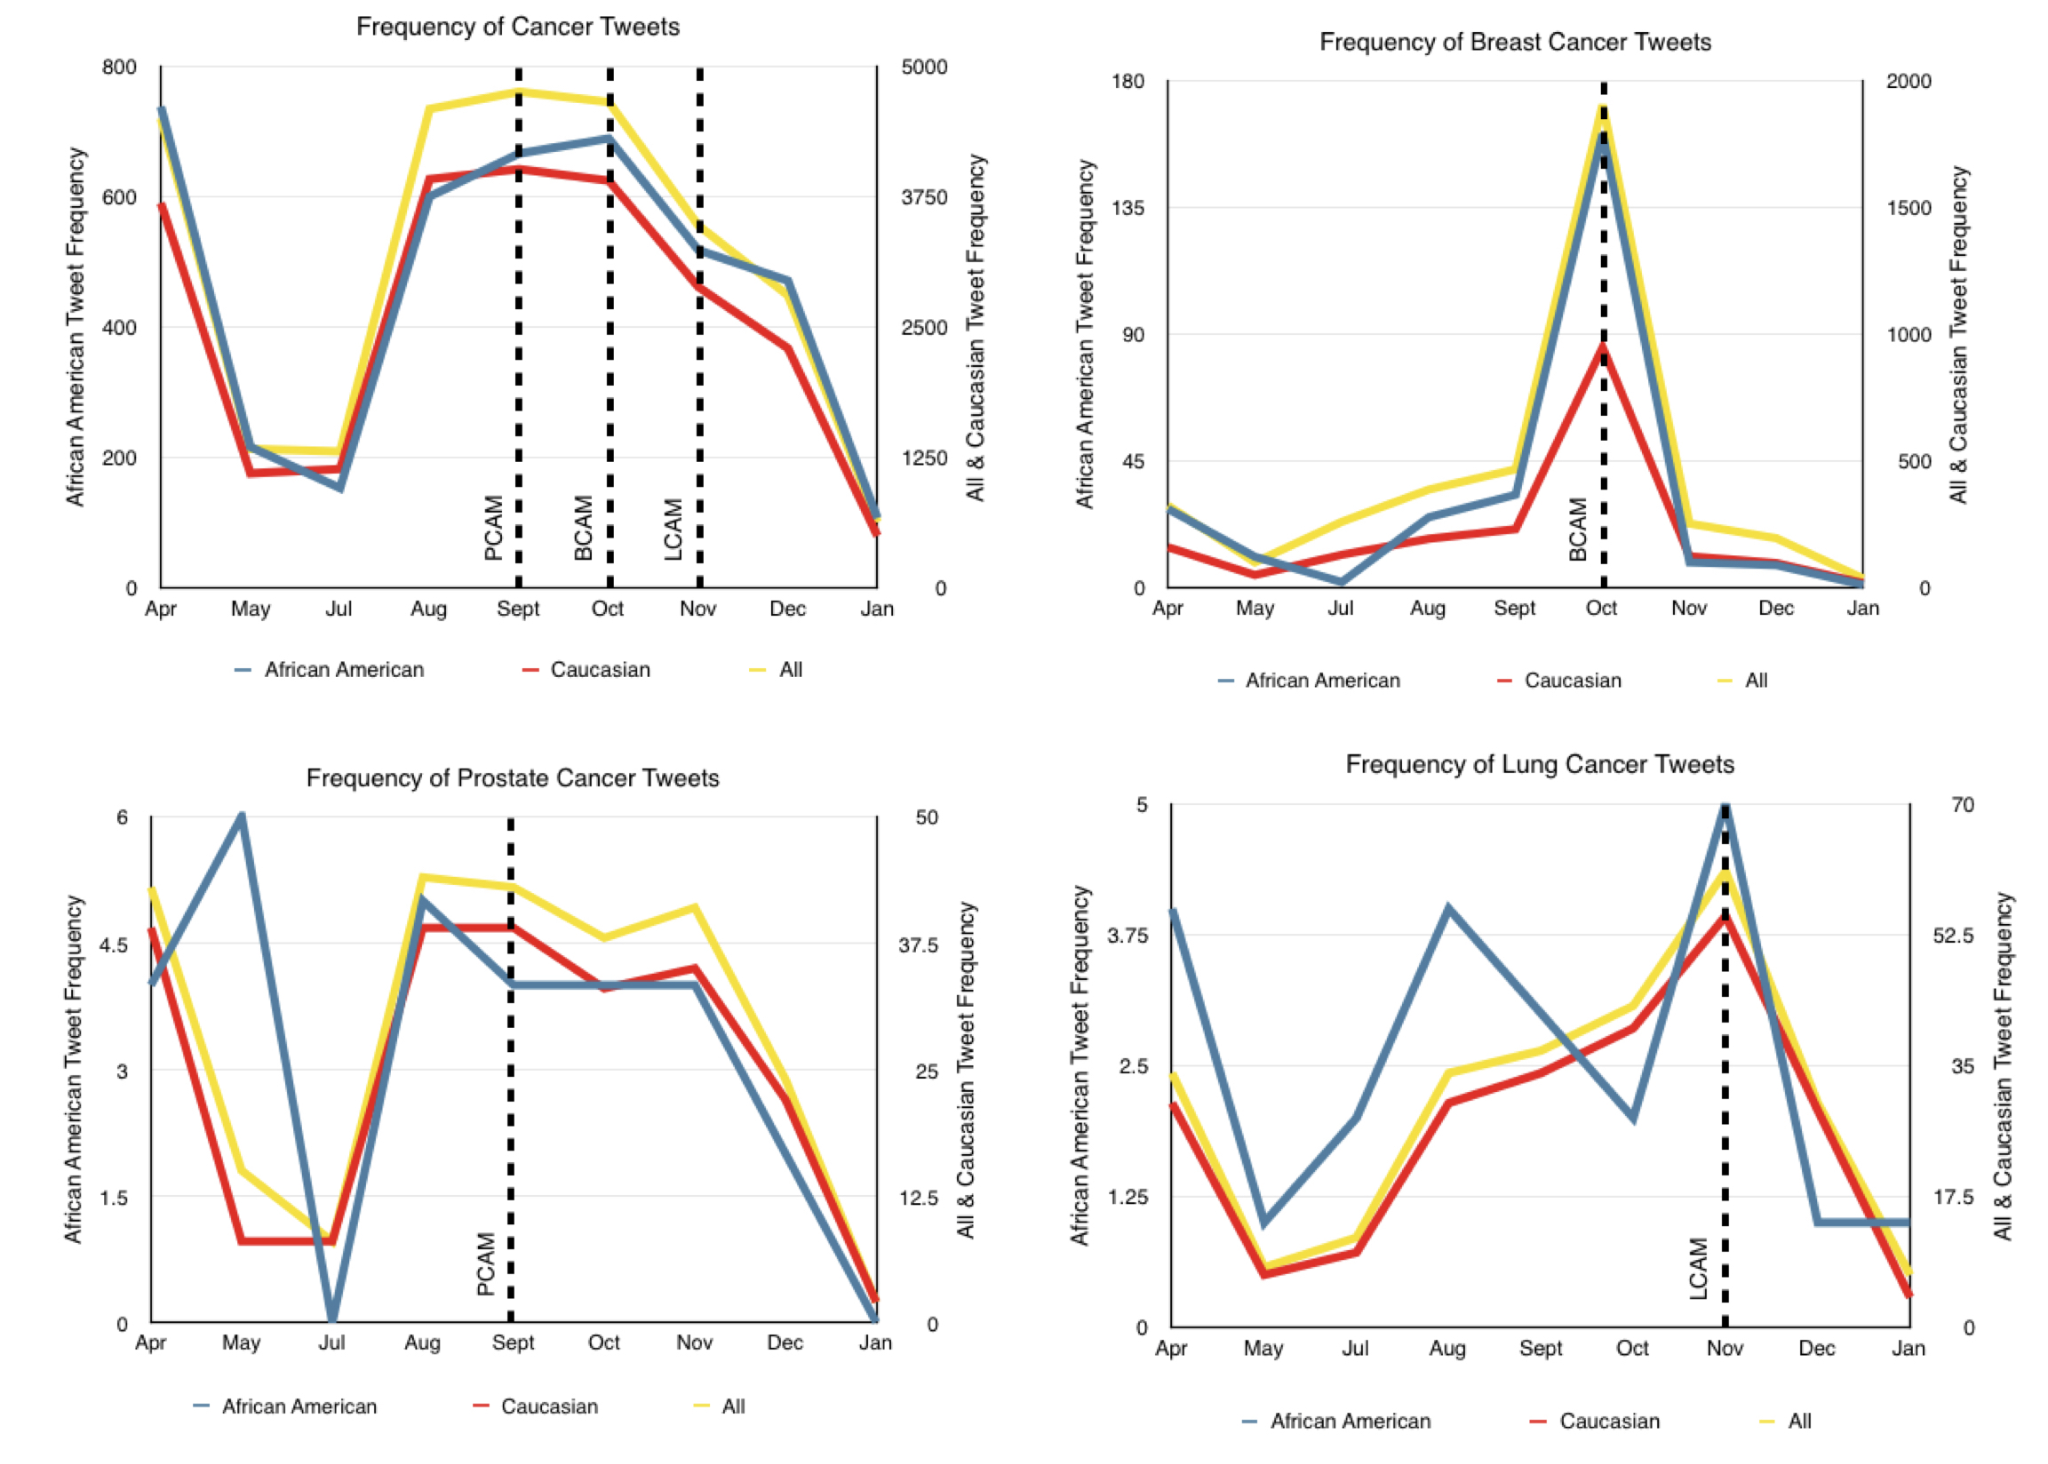 Frequency of Cancer Tweets
African American Tweet Frequency
800
600
400
200
0
5000
3750
2500
1250
0
All & Caucasian Tweet Frequency
PCAM
BCAM
LCAM
Apr May Jul Aug Sept Oct Nov Dec Jan
African American Caucasian All
Frequency of Breast Cancer Tweets
African American Tweet Frequency
180
135
90
45
0
2000
1500
1000
500
0
All & Caucasian Tweet Frequency
BCAM
Apr May Jul Aug Sept Oct Nov Dec Jan
African American Caucasian All
Frequency of Prostate Cancer Tweets
African American Tweet Frequency
6
4.5
3
1.5
0
50
37.5
25
12.5
0
All & Caucasian Tweet Frequency
PCAM
Apr May Jul Aug Sept Oct Nov Dec Jan
African American Caucasian All
Frequency of Lung Cancer Tweets
African American Tweet Frequency
5
3.75
2.5
1.25
0
70
52.5
35
17.5
0
All & Caucasian Tweet Frequency
LCAM
Apr May Jul Aug Sept Oct Nov Dec Jan
African American Caucasian All